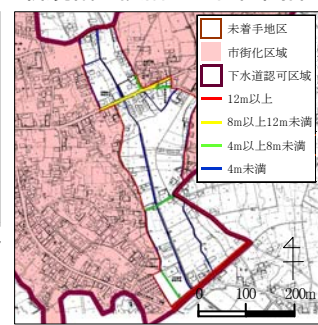 未着手地区
市街化区域
下水道認可区域
12m以上
8m以上12m未満
4m以上8m未満
4m未満
0 100 200m